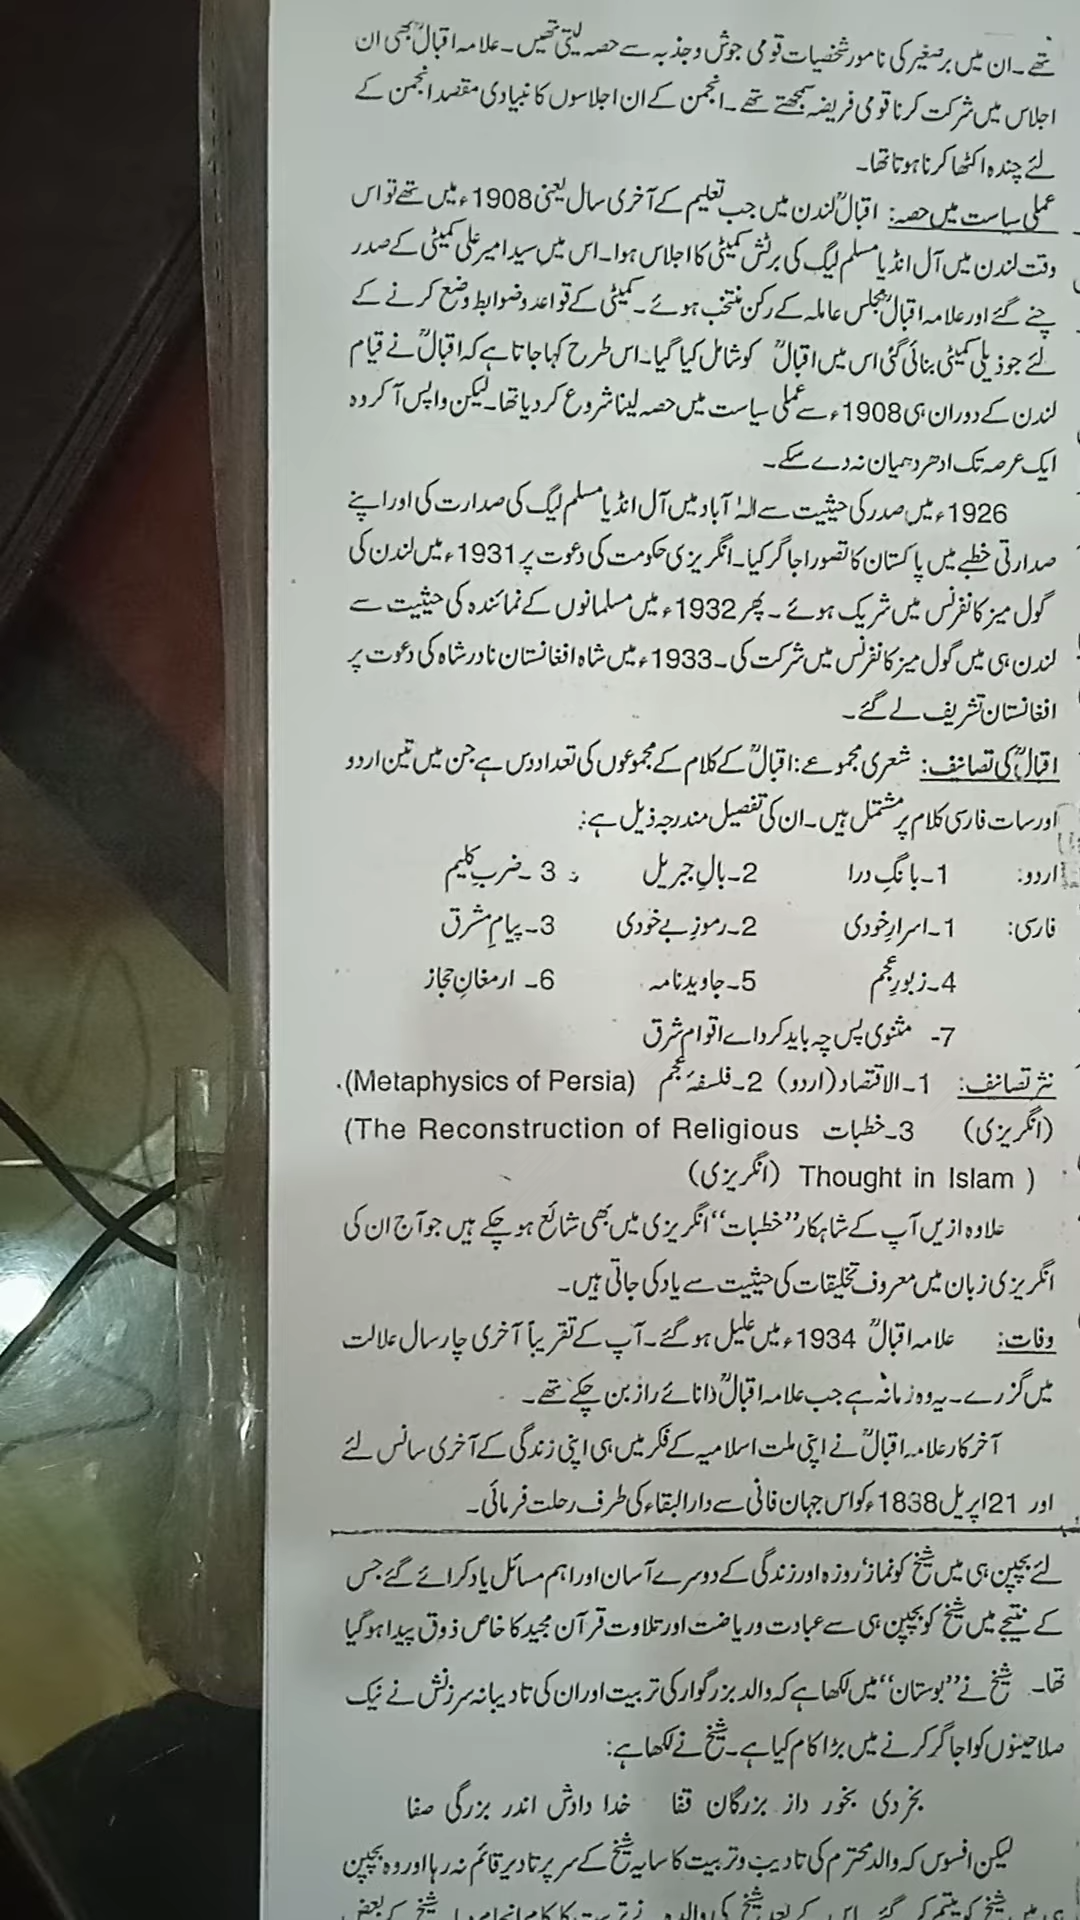 تھے۔ ان میں برصغیر کی نامور شخصیات قومی جوش و جذبہ سے حصہ لیتی تھیں۔ علامہ اقبالؒ بھی ان
اجلاس میں شرکت کرنا قومی فریضہ سمجھتے تھے۔ انجمن کے ان اجلاسوں کا بنیادی مقصد انجمن کے
لئے چندہ اکٹھا کرنا ہوتا تھا۔
عملی سیاست میں حصہ: اقبالؒ لندن میں جب تعلیم کے آخری سال یعنی 1908ء میں تھے تو اس
وقت لندن میں آل انڈیا مسلم لیگ کی برٹش کمیٹی کا اجلاس ہوا۔ اس میں سید امیر علی کمیٹی کے صدر
چنے گئے اور علامہ اقبالؒ مجلس عاملہ کے رکن منتخب ہوئے۔ کمیٹی کے قواعد و ضوابط وضع کرنے کے
لئے جو ذیلی کمیٹی بنائی گئی اس میں اقبالؒ کو شامل کیا گیا۔ اس طرح کہا جاتا ہے کہ اقبالؒ نے قیام
لندن کے دوران ہی 1908ء سے عملی سیاست میں حصہ لینا شروع کر دیا تھا۔ لیکن واپس آ کر وہ
ایک عرصہ تک ادھر دھیان نہ دے سکے۔
1926ء میں صدر کی حیثیت سے الہٰ آباد میں آل انڈیا مسلم لیگ کی صدارت کی اور اپنے
صدارتی خطبے میں پاکستان کا تصور اجاگر کیا۔ انگریزی حکومت کی دعوت پر 1931ء میں لندن کی
گول میز کانفرنس میں شریک ہوئے۔ پھر 1932ء میں مسلمانوں کے نمائندہ کی حیثیت سے
لندن ہی میں گول میز کانفرنس میں شرکت کی۔ 1933ء میں شاہ افغانستان نادر شاہ کی دعوت پر
افغانستان تشریف لے گئے۔
اقبالؒ کی تصانف: شعری مجموعے: اقبالؒ کے کلام کے مجموعوں کی تعداد دس ہے جن میں تین اردو
اور سات فارسی کلام پر مشتمل ہیں۔ ان کی تفصیل مندرجہ ذیل ہے:
اردو: 1۔ بانگِ درا 2۔ بالِ جبریل 3۔ ضربِ کلیم
فارسی: 1۔ اسرارِ خودی 2۔ رموزِ بے خودی 3۔ پیامِ مشرق
4۔ زبورِ عجم 5۔ جاوید نامہ 6۔ ارمغانِ حجاز
7- مثنوی پس چہ باید کرد اے اقوام شرق
نثر تصانف: 1۔ الاقتصاد (اردو) 2۔ فلسفۂ عجم (Metaphysics of Persia)
(انگریزی) 3۔ خطبات (The Reconstruction of Religious
Thought in Islam ) (انگریزی)
علاوہ ازیں آپ کے شاہکار ”خطبات“ انگریزی میں بھی شائع ہو چکے ہیں جو آج ان کی
انگریزی زبان میں معروف تخلیقات کی حیثیت سے یاد کی جاتی ہیں۔
وفات: علامہ اقبالؒ 1934ء میں علیل ہو گئے۔ آپ کے تقریباً آخری چار سال علالت
میں گزرے۔ یہ وہ زمانہ ہے جب علامہ اقبالؒ دانائے راز بن چکے تھے۔
آخر کار علامہ اقبالؒ نے اپنی ملت اسلامیہ کے فکر میں ہی اپنی زندگی کے آخری سانس لئے
اور 21 اپریل 1838ء کو اس جہان فانی سے دارالبقاء کی طرف رحلت فرمائی۔
لئے بچپن ہی میں شیخ کو نماز، روزہ اور زندگی کے دوسرے آسان اور اہم مسائل یاد کرائے گئے جس
کے نتیجے میں شیخ کو بچپن ہی سے عبادت و ریاضت اور تلاوت قرآن مجید کا خاص ذوق پیدا ہو گیا
تھا۔ شیخ نے ”بوستان“ میں لکھا ہے کہ والد بزرگوار کی تربیت اور ان کی تادیبانہ سرزنش نے نیک
صلاحیتوں کو اجاگر کرنے میں بڑا کام کیا ہے۔ شیخ نے لکھا ہے:
بخردی بخور داز بزرگان قفا خدا دادش اندر بزرگی صفا
لیکن افسوس کہ والد محترم کی تادیب و تربیت کا سایہ شیخ کے سر پر تا دیر قائم نہ رہا اور وہ بچپن